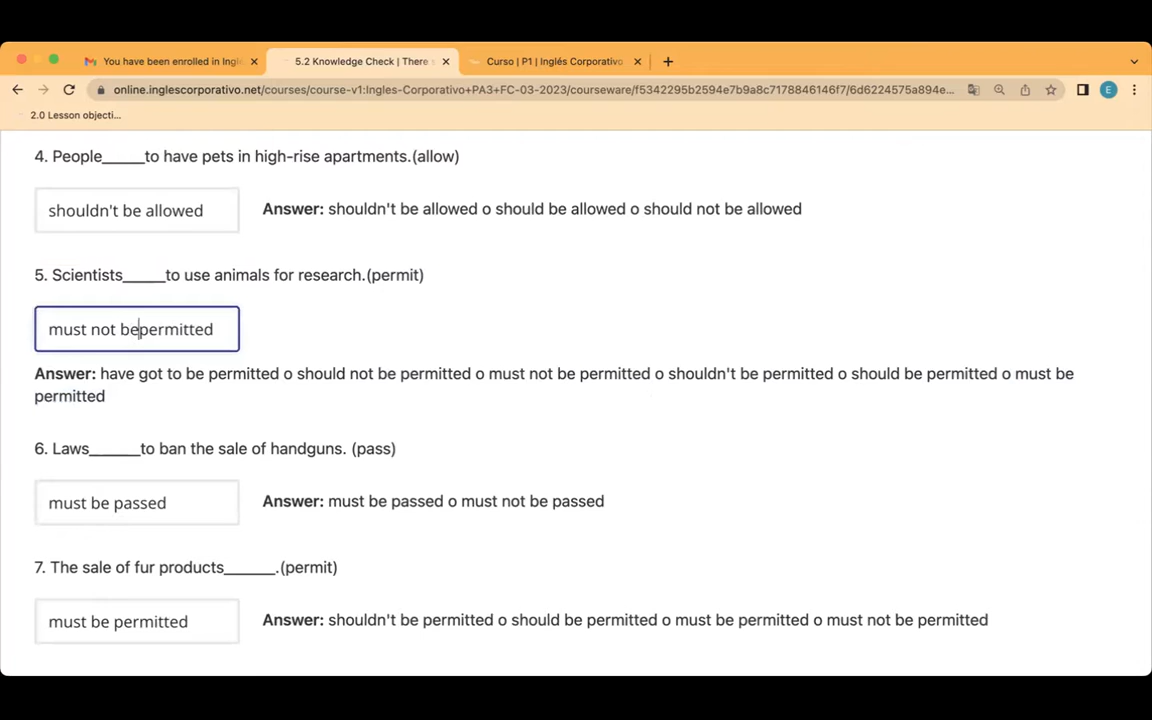 You have been enrolled in Ingl
5.2 Knowledge Check | There
Curso | P1 | Inglés Corporativo
online.inglescorporativo.net/courses/course-v1:Ingles-Corporativo+PA3+FC-03-2023/courseware/f5342295b2594e7b9a8c7178846146f7/6d6224575a894e...
E
2.0 Lesson objecti...
4. People_____to have pets in high-rise apartments.(allow)
shouldn't be allowed
Answer: shouldn't be allowed o should be allowed o should not be allowed
5. Scientists_____to use animals for research.(permit)
must not bepermitted
Answer: have got to be permitted o should not be permitted o must not be permitted o shouldn't be permitted o should be permitted o must be
permitted
6. Laws______to ban the sale of handguns. (pass)
must be passed
Answer: must be passed o must not be passed
7. The sale of fur products______.(permit)
must be permitted
Answer: shouldn't be permitted o should be permitted o must be permitted o must not be permitted